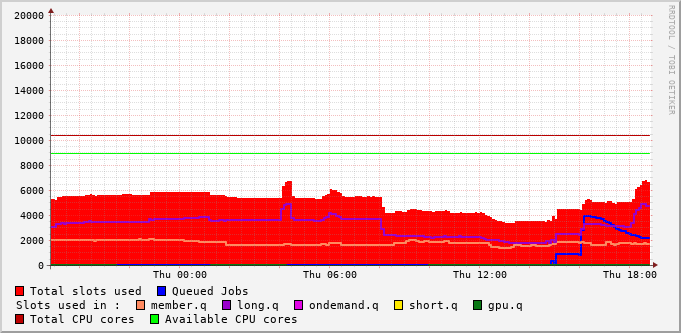 RRDTOOL / TOBI OETIKER
20000
18000
16000
14000
12000
10000
8000
6000
4000
2000
0
Thu 00:00 Thu 06:00 Thu 12:00 Thu 18:00
Total slots used Queued Jobs
Slots used in : member.q long.q ondemand.q short.q gpu.q
Total CPU cores Available CPU cores